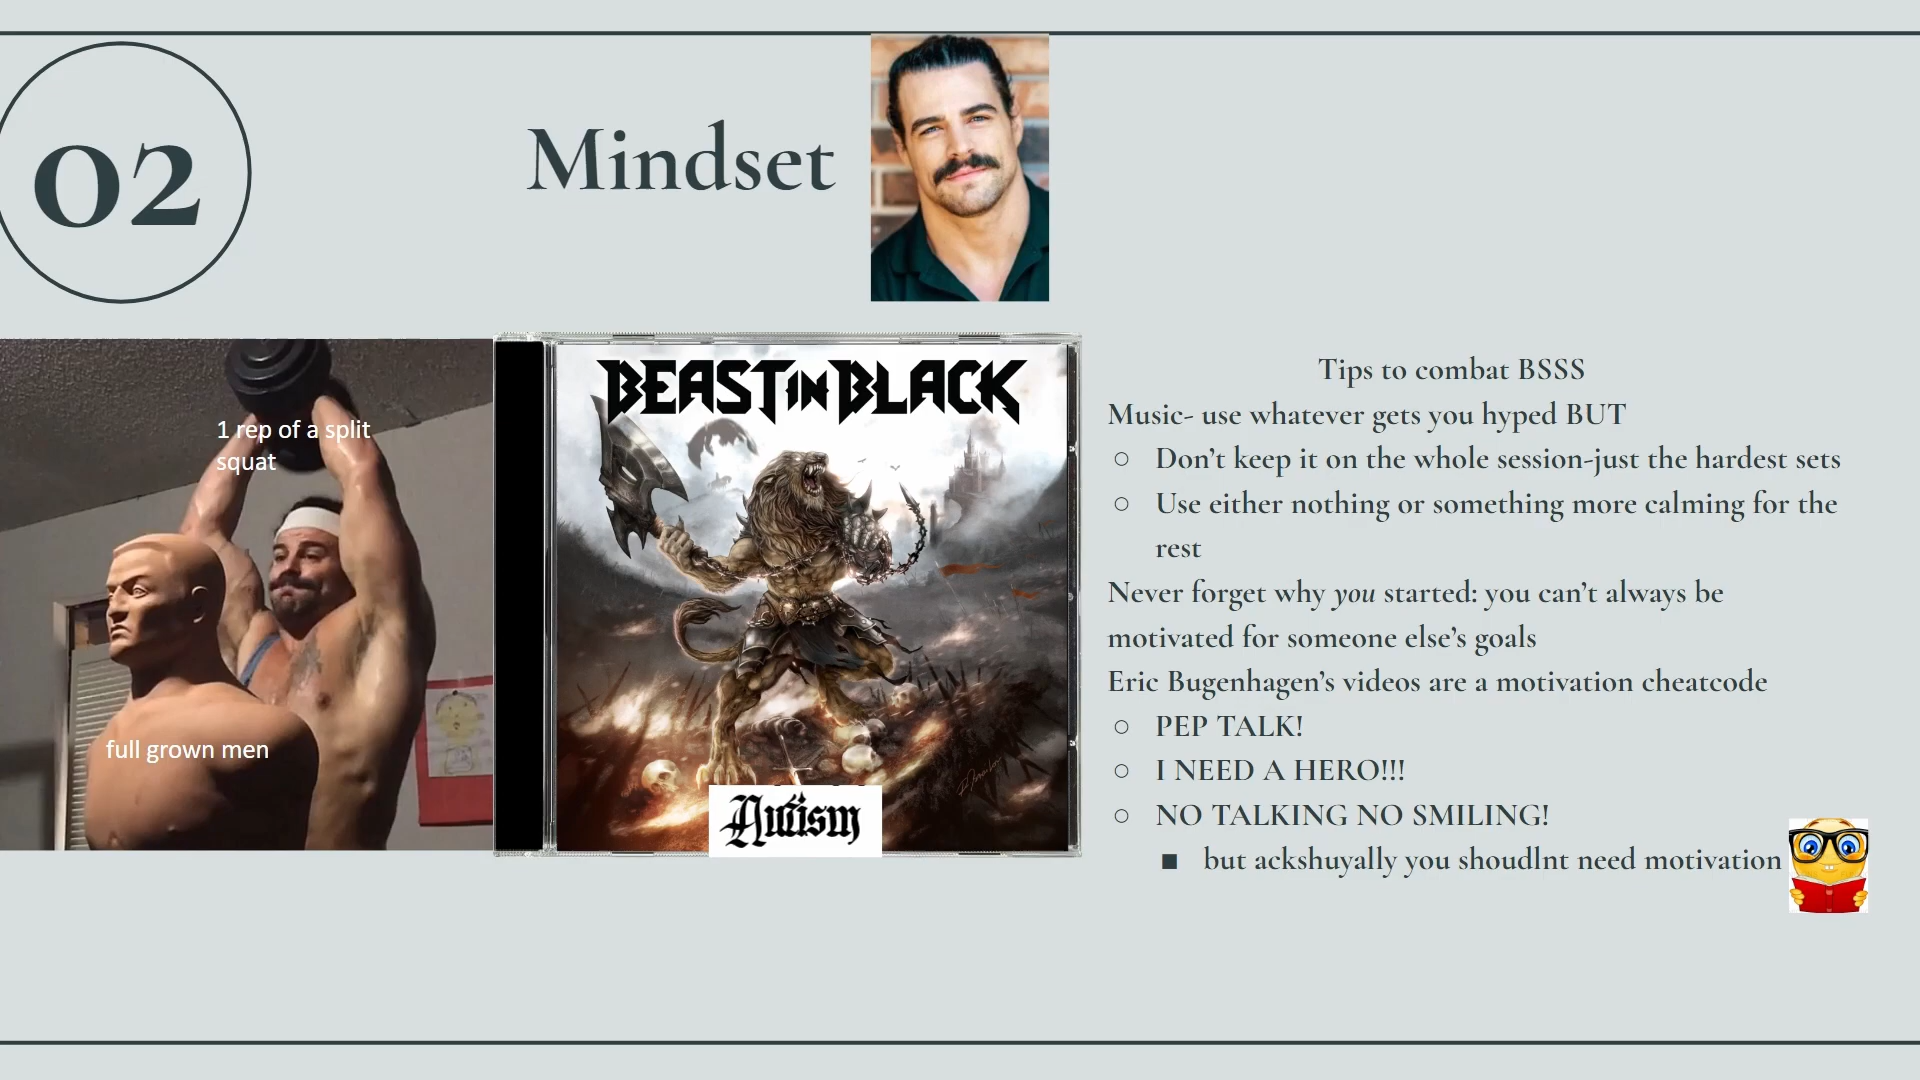 02
Mindset
1 rep of a split
squat
full grown men
BEAST IN BLACK
Autism
Tips to combat BSSS
Music- use whatever gets you hyped BUT
○ Don’t keep it on the whole session-just the hardest sets
○ Use either nothing or something more calming for the
rest
Never forget why you started: you can’t always be
motivated for someone else’s goals
Eric Bugenhagen’s videos are a motivation cheatcode
○ PEP TALK!
○ I NEED A HERO!!!
○ NO TALKING NO SMILING!
■ but ackshuyally you shoudlnt need motivation